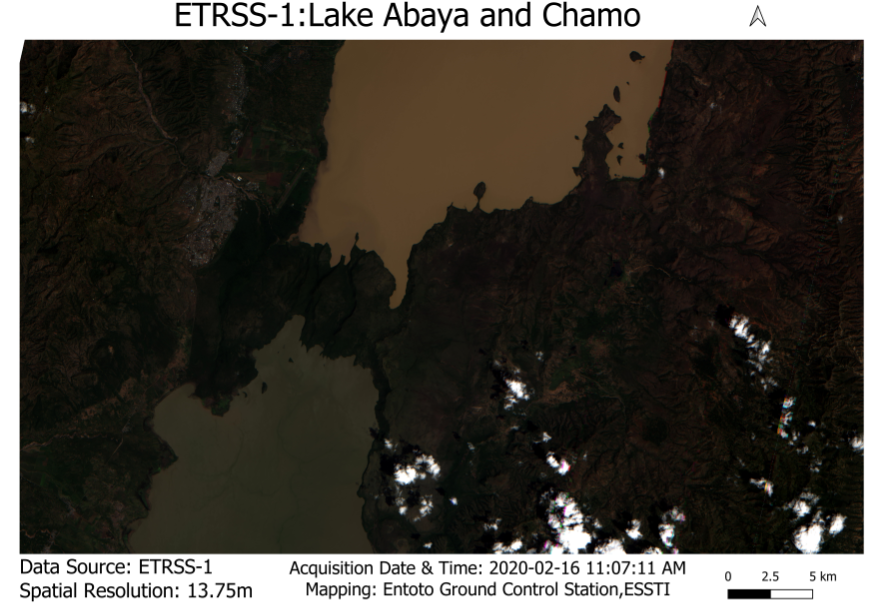 ETRSS-1:Lake Abaya and Chamo
Data Source: ETRSS-1
Spatial Resolution: 13.75m
Acquisition Date & Time: 2020-02-16 11:07:11 AM
Mapping: Entoto Ground Control Station,ESSTI
0 2.5 5 km